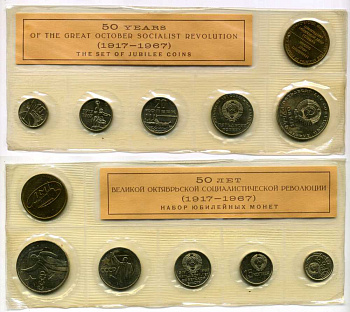 50 YEARS
OF THE GREAT OCTOBER SOCIALIST REVOLUTION
(1917-1967)
THE SET OF JUBILEE COINS
50 ЛЕТ
ВЕЛИКОЙ ОКТЯБРЬСКОЙ СОЦИАЛИСТИЧЕСКОЙ РЕВОЛЮЦИИ
(1917-1967)
НАБОР ЮБИЛЕЙНЫХ МОНЕТ